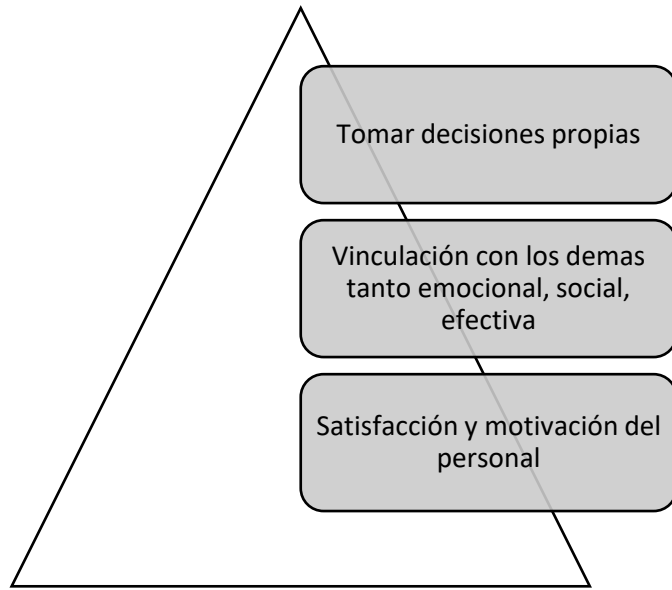 Tomar decisiones propias
Vinculación con los demas
tanto emocional, social,
efectiva
Satisfacción y motivación del
personal